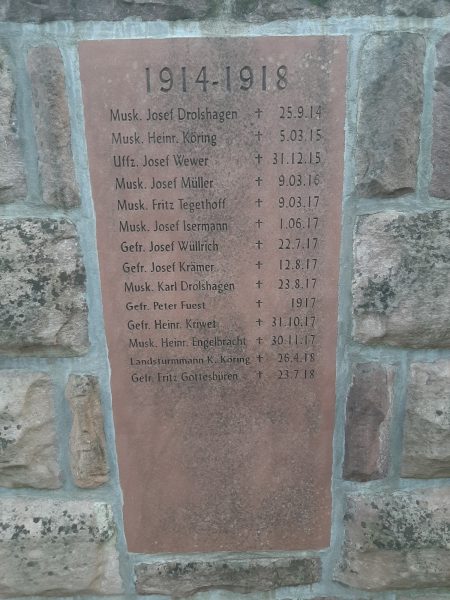 1914-1918
Musk. Josef Drolshagen † 25.9.14
Musk. Heinr. Köring † 5.03.15
Uffz. Josef Wewer † 31.12.15
Musk. Josef Müller † 9.03.16
Musk. Fritz Tegethoff † 9.03.17
Musk. Josef Isermann † 1.06.17
Gefr. Josef Wüllrich † 22.7.17
Gefr. Josef Krämer † 12.8.17
Musk. Karl Drolshagen † 23.8.17
Gefr. Peter Fuest † 1917
Gefr. Heinr. Kriwet † 31.10.17
Musk. Heinr. Engelbracht † 30.11.17
Landsturmmann K. Köring † 26.4.18
Gefr. Fritz Gottesbüren † 23.7.18